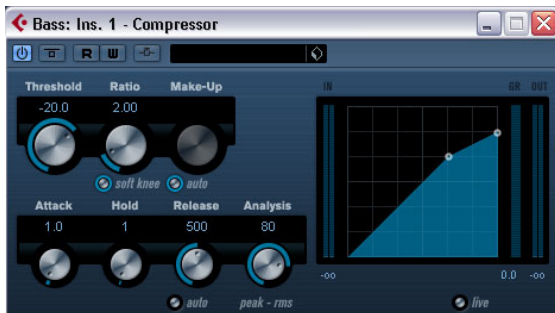 Bass: Ins. 1 - Compressor
R W
Threshold Ratio Make-Up
-20.0 2.00
soft knee auto
Attack Hold Release Analysis
1.0 1 500 80
auto peak - rms
IN GR OUT
-oo 0.0 -oo
live